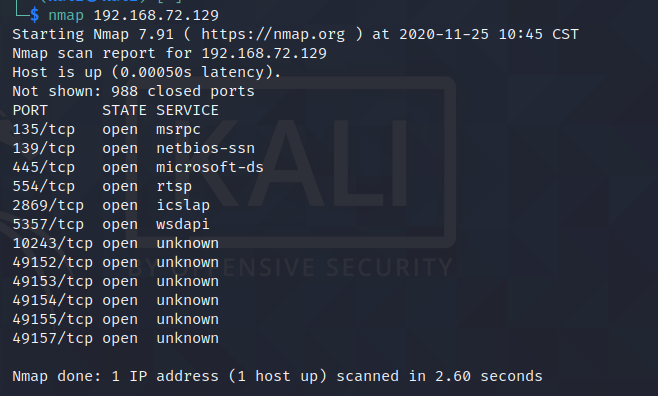 $ nmap 192.168.72.129
Starting Nmap 7.91 ( https://nmap.org ) at 2020-11-25 10:45 CST
Nmap scan report for 192.168.72.129
Host is up (0.00050s latency).
Not shown: 988 closed ports
PORT      STATE SERVICE
135/tcp   open  msrpc
139/tcp   open  netbios-ssn
445/tcp   open  microsoft-ds
554/tcp   open  rtsp
2869/tcp  open  icslap
5357/tcp  open  wsdapi
10243/tcp open  unknown
49152/tcp open  unknown
49153/tcp open  unknown
49154/tcp open  unknown
49155/tcp open  unknown
49157/tcp open  unknown
Nmap done: 1 IP address (1 host up) scanned in 2.60 seconds
KALI
BY OFFENSIVE SECURITY